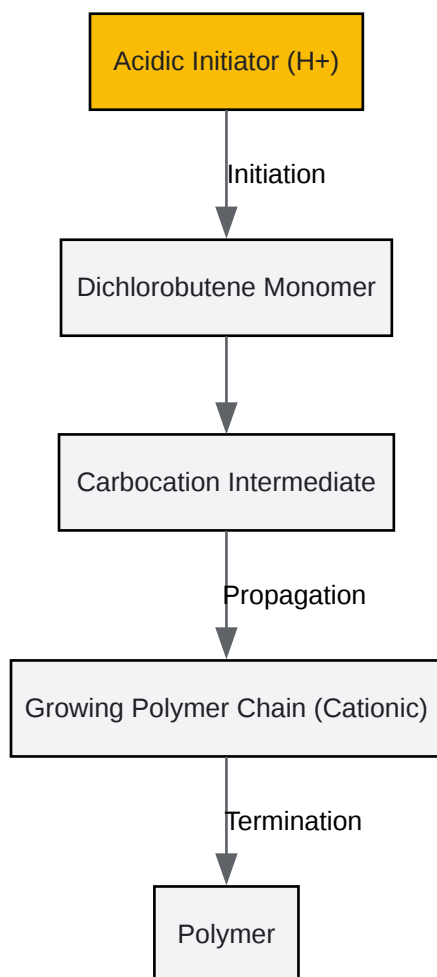 Acidic Initiator (H+)
Initiation
Dichlorobutene Monomer
Carbocation Intermediate
Propagation
Growing Polymer Chain (Cationic)
Termination
Polymer